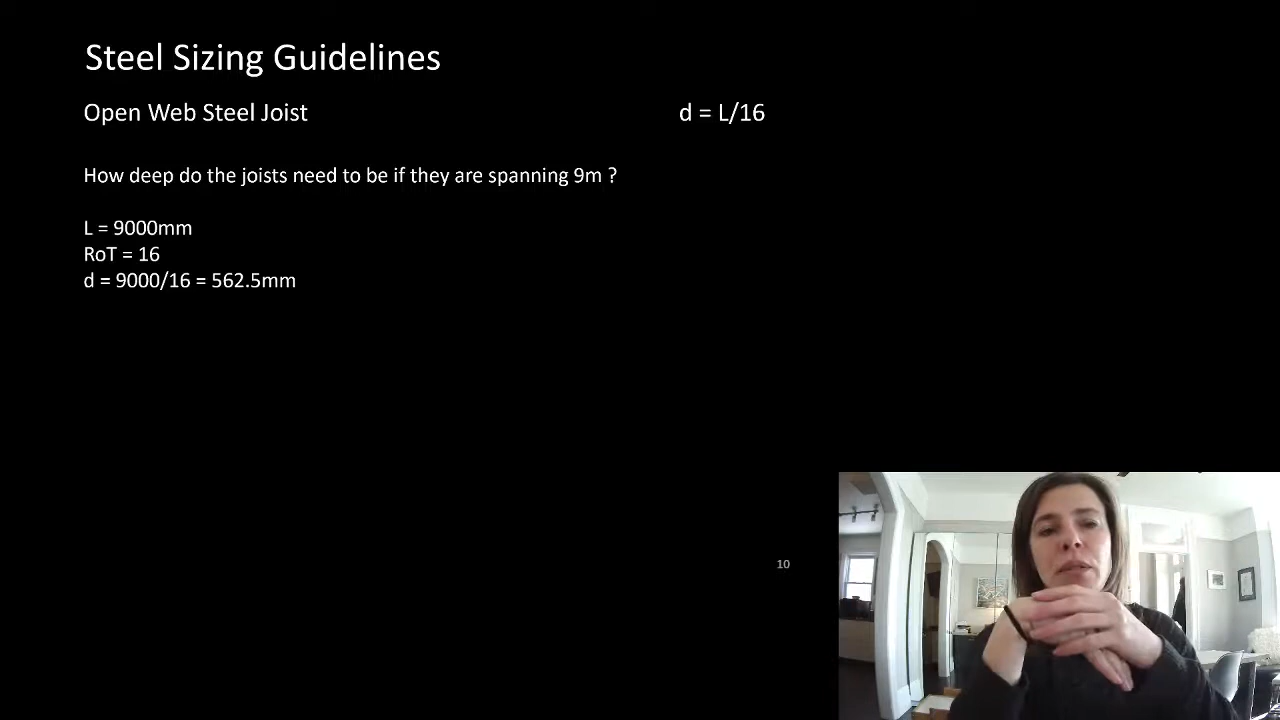 Steel Sizing Guidelines
Open Web Steel Joist d = L/16
How deep do the joists need to be if they are spanning 9m ?
L = 9000mm
RoT = 16
d = 9000/16 = 562.5mm
10